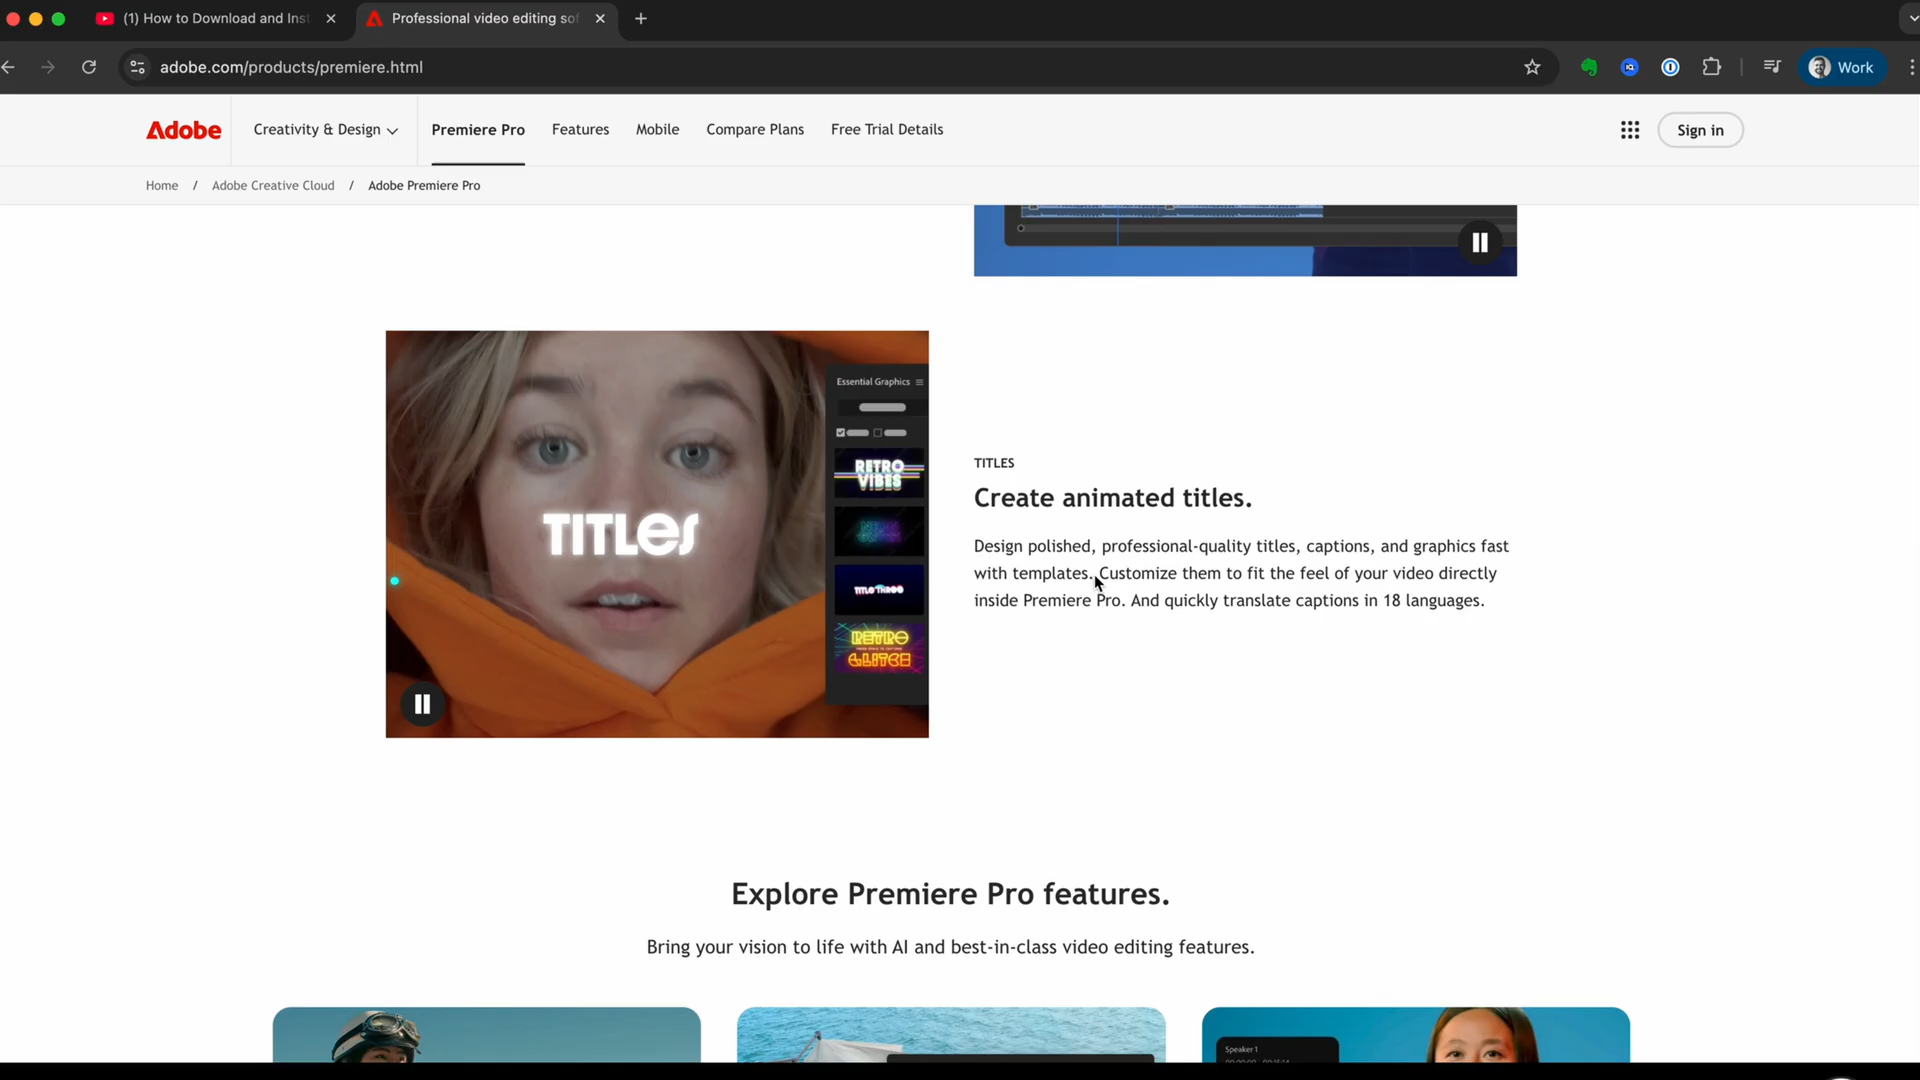 (1) How to Download and Inst
Professional video editing sof
adobe.com/products/premiere.html
Work
Adobe
Creativity & Design
Premiere Pro
Features
Mobile
Compare Plans
Free Trial Details
Sign in
Home / Adobe Creative Cloud / Adobe Premiere Pro
Essential Graphics
RETRO
VIBES
TITLES
TITLE THREE
RETRO
GLITCH
TITLES
Create animated titles.
Design polished, professional-quality titles, captions, and graphics fast
with templates. Customize them to fit the feel of your video directly
inside Premiere Pro. And quickly translate captions in 18 languages.
Explore Premiere Pro features.
Bring your vision to life with AI and best-in-class video editing features.
Speaker 1